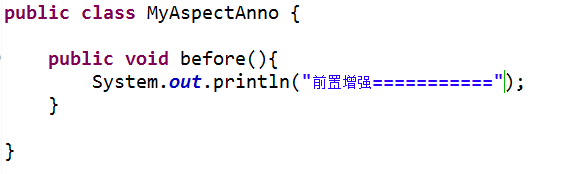 public class MyAspectAnno {
public void before(){
System.out.println("前置增强===========");
}
}